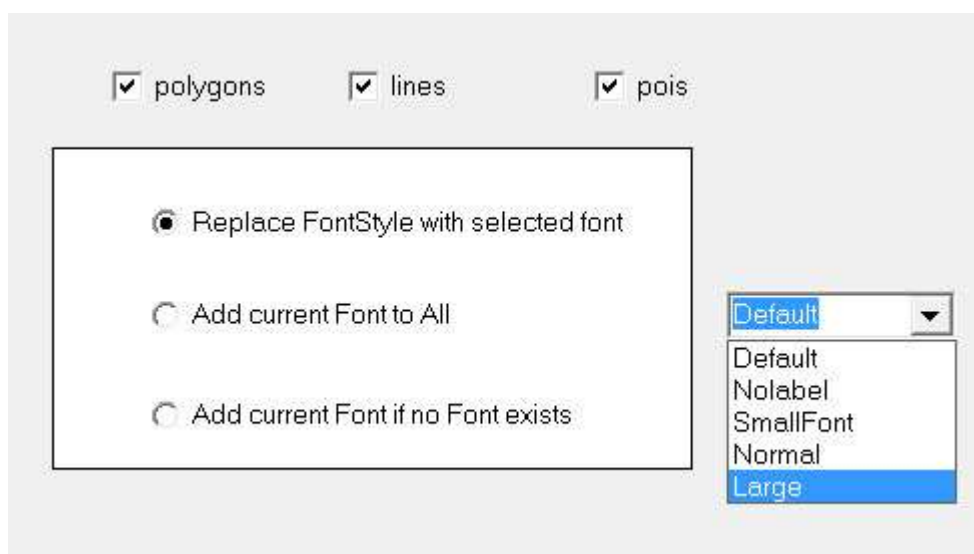 polygons lines pois
Replace FontStyle with selected font
Add current Font to All
Default
Default
Nolabel
Add current Font if no Font exists
SmallFont
Normal
Large